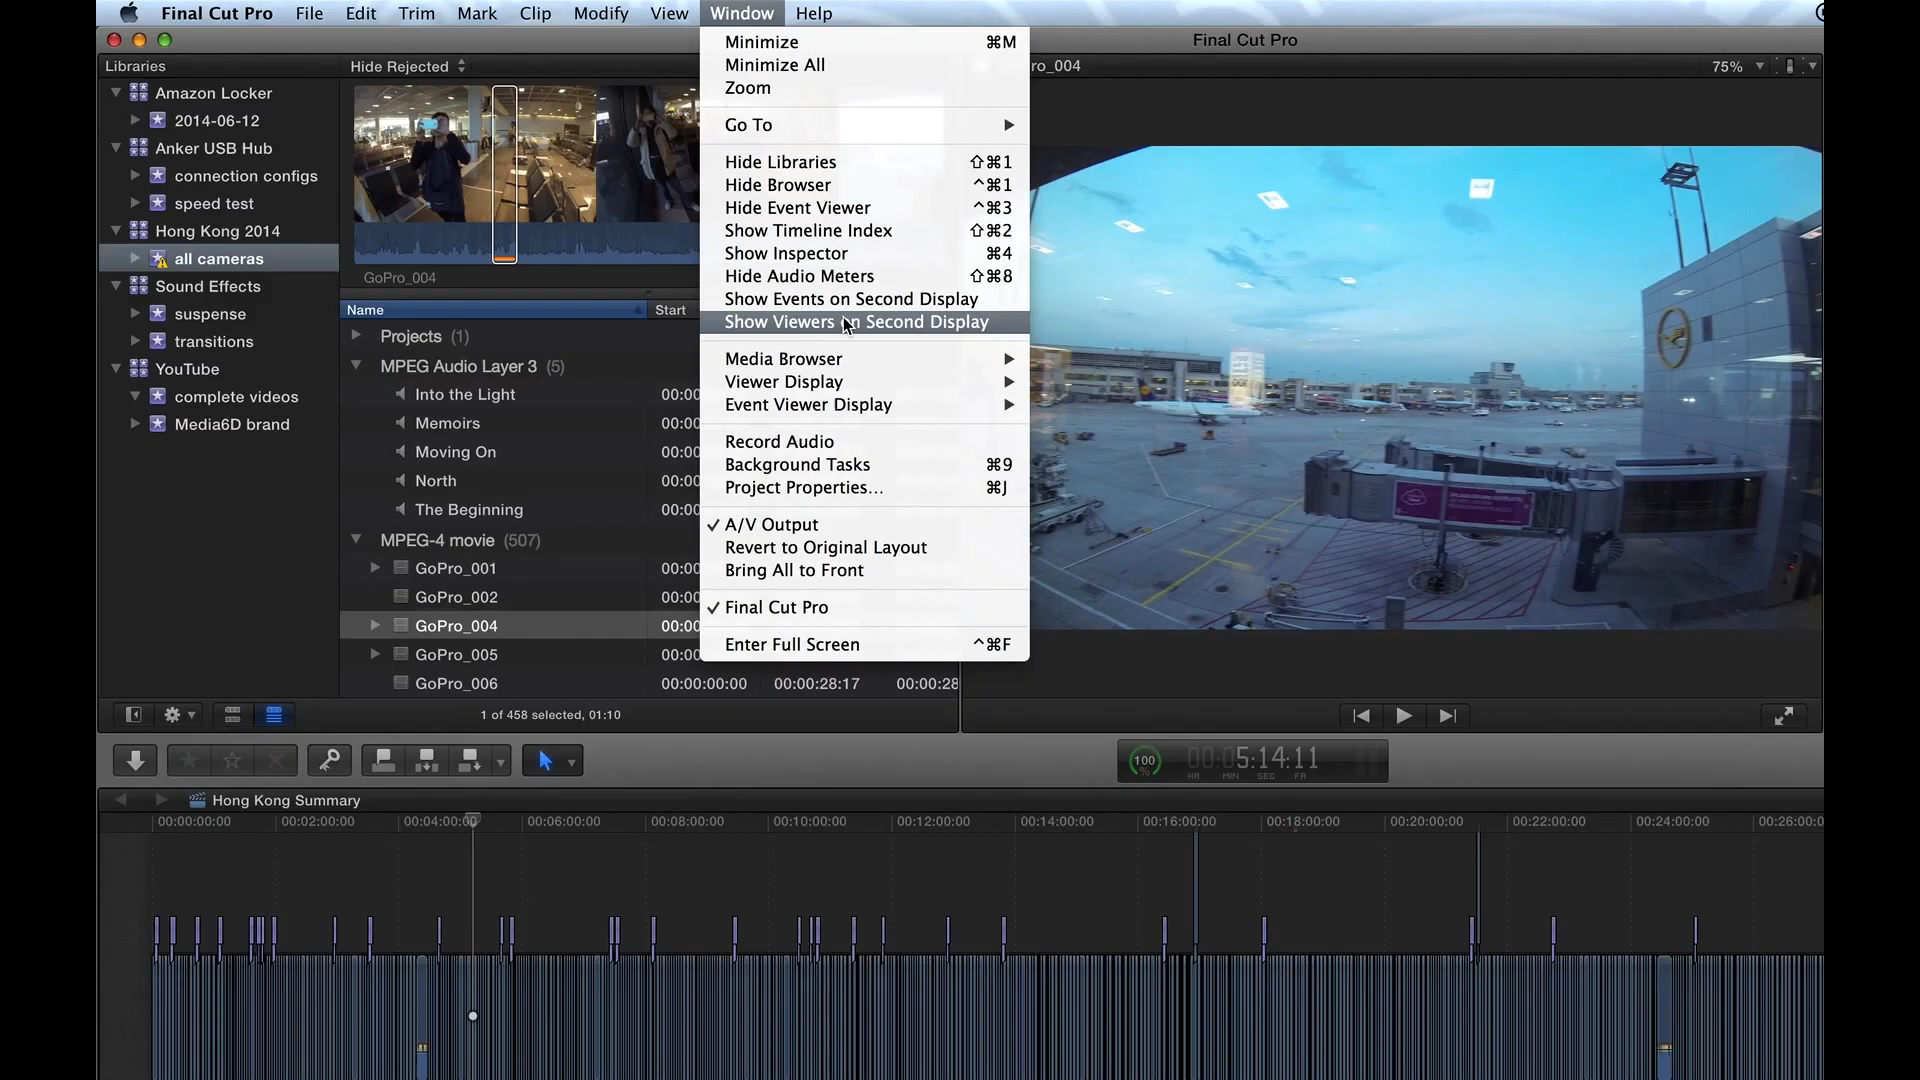 Final Cut Pro File Edit Trim Mark Clip Modify View Window Help
Final Cut Pro
Libraries
Amazon Locker
2014-06-12
Anker USB Hub
connection configs
speed test
Hong Kong 2014
all cameras
Sound Effects
suspense
transitions
YouTube
complete videos
Media6D brand
Hide Rejected
GoPro_004
Name Start
Projects (1)
MPEG Audio Layer 3 (5)
Into the Light 00:00
Memoirs 00:00
Moving On 00:00
North 00:00
The Beginning 00:00
MPEG-4 movie (507)
GoPro_001 00:00
GoPro_002 00:00
GoPro_004 00:00
GoPro_005 00:00
GoPro_006 00:00:00:00 00:00:28:17 00:00:28
1 of 458 selected, 01:10
Minimize ⌘M
Minimize All
Zoom
Go To
Hide Libraries ⇧⌘1
Hide Browser ^⌘1
Hide Event Viewer ^⌘3
Show Timeline Index ⇧⌘2
Show Inspector ⌘4
Hide Audio Meters ⇧⌘8
Show Events on Second Display
Show Viewers on Second Display
Media Browser
Viewer Display
Event Viewer Display
Record Audio
Background Tasks ⌘9
Project Properties… ⌘J
✓ A/V Output
Revert to Original Layout
Bring All to Front
✓ Final Cut Pro
Enter Full Screen ^⌘F
ro_004
75%
100 %
00:05:14:11
HR MIN SEC FR
Hong Kong Summary
00:00:00:00 00:02:00:00 00:04:00:00 00:06:00:00 00:08:00:00 00:10:00:00 00:12:00:00 00:14:00:00 00:16:00:00 00:18:00:00 00:20:00:00 00:22:00:00 00:24:00:00 00:26:00:0